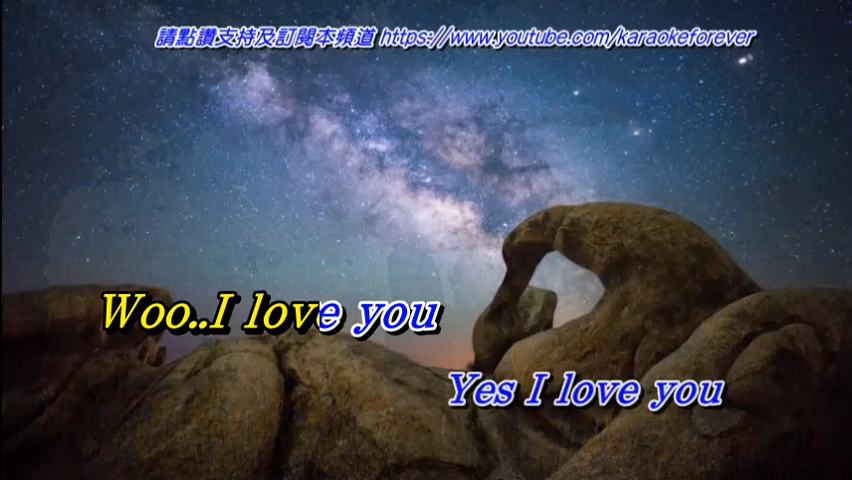 請點讚支持及訂閱本頻道 https://www.youtube.com/karaokeforever
Woo..I love you
Yes I love you